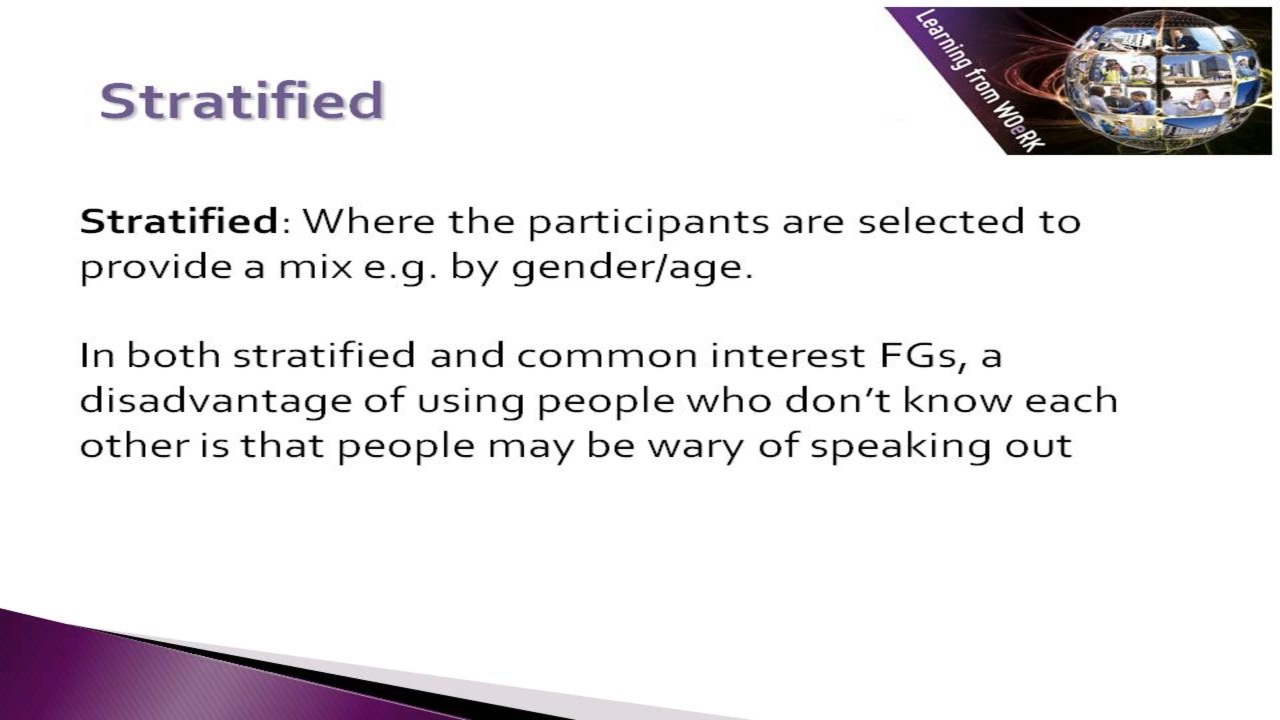 Learning from WOeRK
Stratified
Stratified: Where the participants are selected to
provide a mix e.g. by gender/age.
In both stratified and common interest FGs, a
disadvantage of using people who don’t know each
other is that people may be wary of speaking out